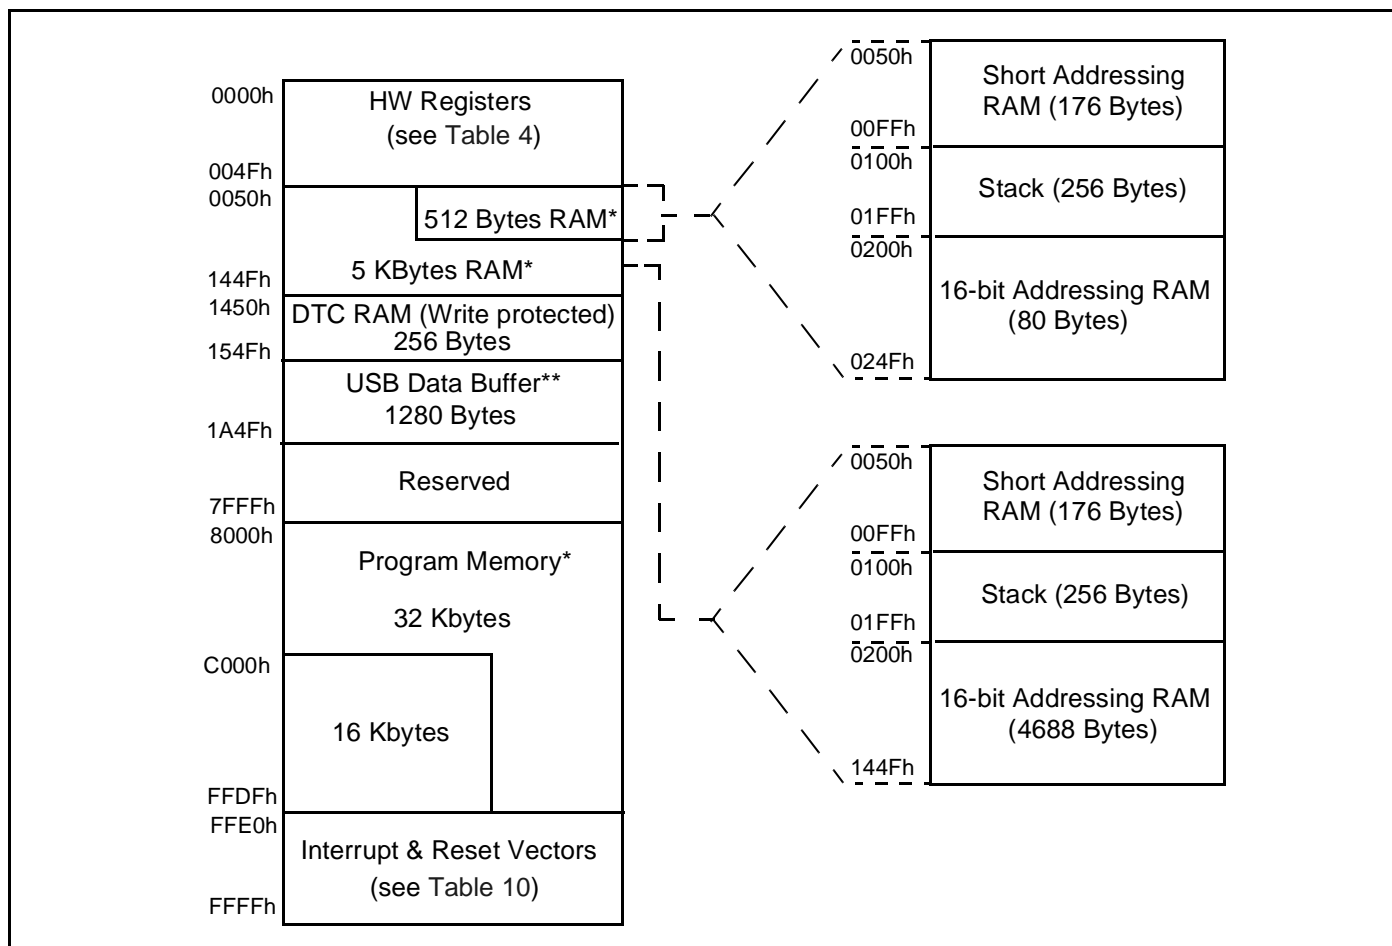 0000h
HW Registers
(see Table 4)
004Fh
0050h
512 Bytes RAM*
5 KBytes RAM*
144Fh
1450h
DTC RAM (Write protected)
256 Bytes
154Fh
USB Data Buffer**
1280 Bytes
1A4Fh
Reserved
7FFFh
8000h
Program Memory*
32 Kbytes
C000h
16 Kbytes
FFDFh
FFE0h
Interrupt & Reset Vectors
(see Table 10)
FFFFh
0050h
Short Addressing
RAM (176 Bytes)
00FFh
0100h
Stack (256 Bytes)
01FFh
0200h
16-bit Addressing RAM
(80 Bytes)
024Fh
0050h
Short Addressing
RAM (176 Bytes)
00FFh
0100h
Stack (256 Bytes)
01FFh
0200h
16-bit Addressing RAM
(4688 Bytes)
144Fh